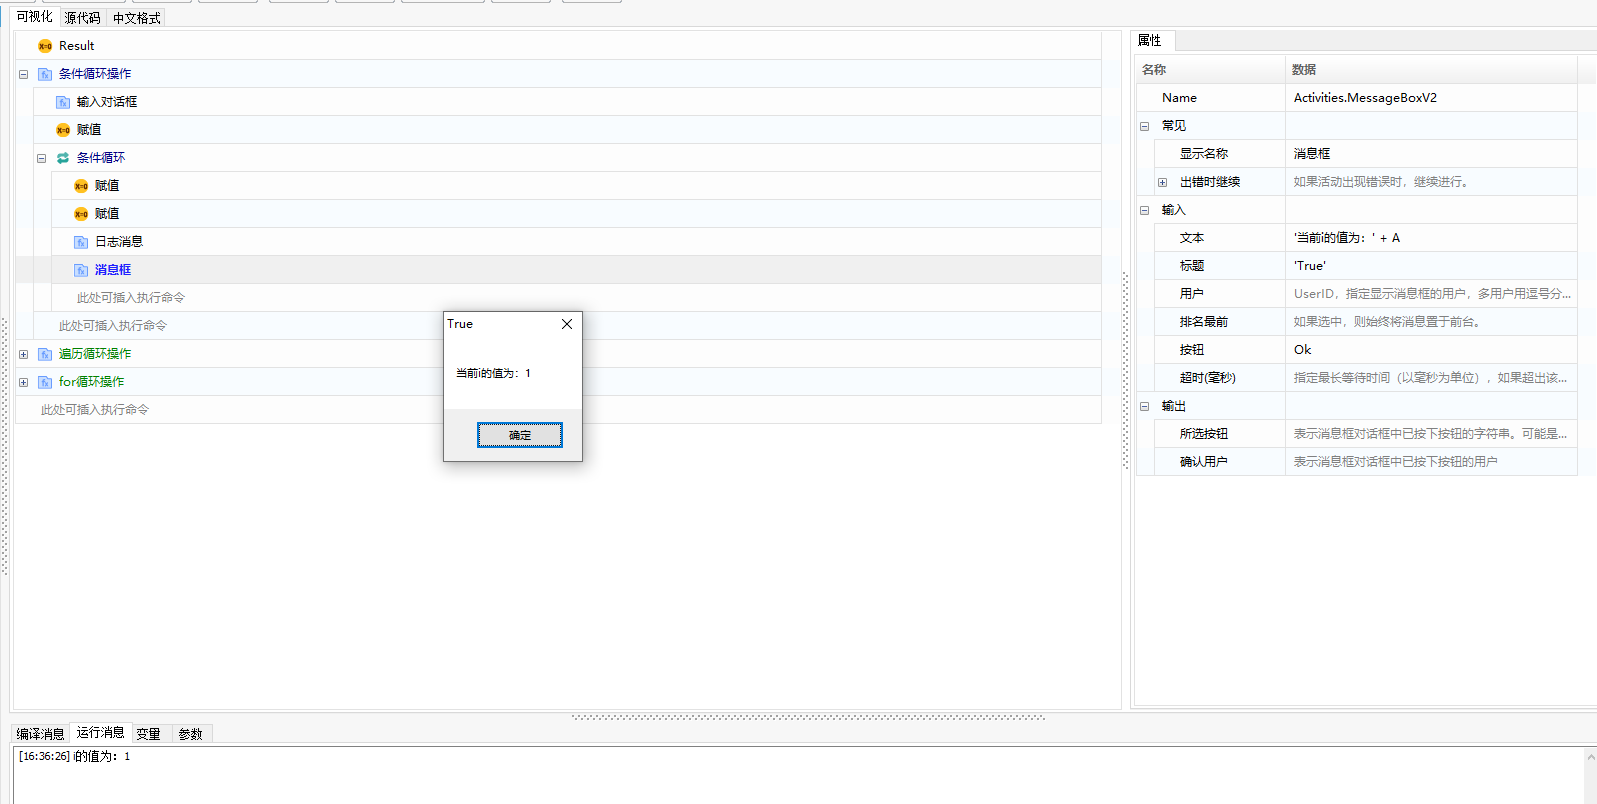 可视化 源代码 中文格式
Result
条件循环操作
输入对话框
赋值
条件循环
赋值
赋值
日志消息
消息框
此处可插入执行命令
此处可插入执行命令
遍历循环操作
for循环操作
此处可插入执行命令
True
当前i的值为：1
确定
属性
名称 数据
Name Activities.MessageBoxV2
常见
显示名称 消息框
出错时继续 如果活动出现错误时，继续进行。
输入
文本 '当前i的值为：' + A
标题 'True'
用户 UserID，指定显示消息框的用户，多用户用逗号分...
排名最前 如果选中，则始终将消息置于前台。
按钮 Ok
超时(毫秒) 指定最长等待时间（以毫秒为单位），如果超出该...
输出
所选按钮 表示消息框对话框中已按下按钮的字符串。可能是...
确认用户 表示消息框对话框中已按下按钮的用户
编译消息 运行消息 变量 参数
[16:36:26] i的值为：1